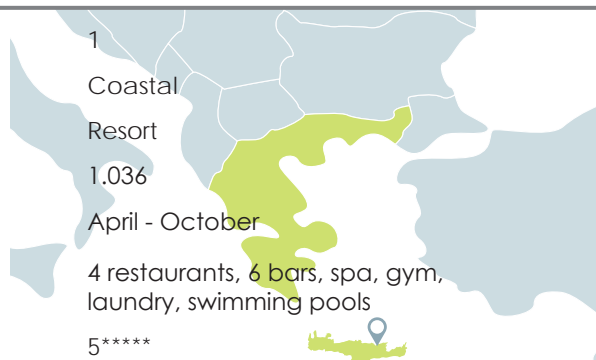 1
Coastal
Resort
1.036
April - October
4 restaurants, 6 bars, spa, gym,
laundry, swimming pools
5*****